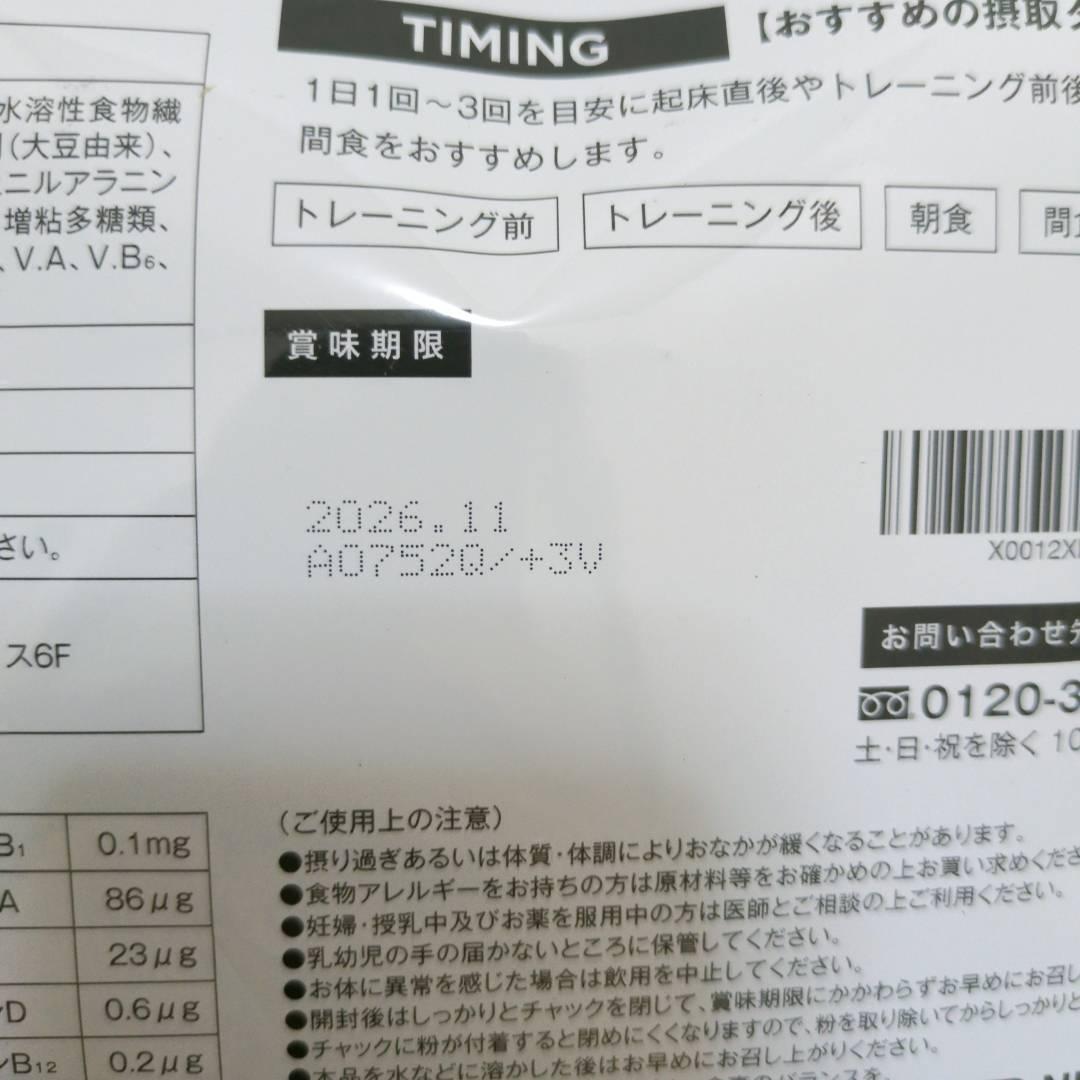 TIMING
【おすすめの摂取タ
1日1回～3回を目安に起床直後やトレーニング前後
間食をおすすめします。
トレーニング前
トレーニング後
朝食
間食
水溶性食物繊
(大豆由来)、
ェニルアラニン
増粘多糖類、
、V.A、V.B6、
賞味期限
2026.11
A0752Q/+3V
X0012X
さい。
ス6F
お問い合わせ先
0120-3
土・日・祝を除く 10
B1 0.1mg
A 86μg
23μg
D 0.6μg
ンB12 0.2μg
(ご使用上の注意)
●摂り過ぎあるいは体質・体調によりおなかが緩くなることがあります。
●食物アレルギーをお持ちの方は原材料等をお確かめの上お買い求めくださ
●妊婦・授乳中及びお薬を服用中の方は医師とご相談の上ご利用ください。
●乳幼児の手の届かないところに保管してください。
●お体に異常を感じた場合は飲用を中止してください。
●開封後はしっかりとチャックを閉じて、賞味期限にかかわらずお早めにお召し
●チャックに粉が付着すると閉めにくくなりますので、粉を取り除いてからしっかりと
●本品を水などに溶かした後はお早めにお召し上がりください。
のバランスを。